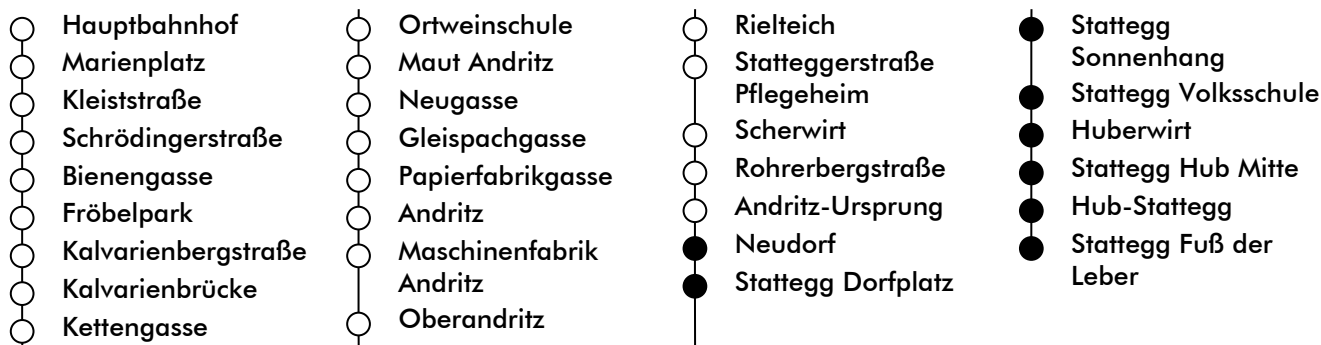 Hauptbahnhof
Marienplatz
Kleiststraße
Schrödingerstraße
Bienengasse
Fröbelpark
Kalvarienbergstraße
Kalvarienbrücke
Kettengasse
Ortweinschule
Maut Andritz
Neugasse
Gleispachgasse
Papierfabrikgasse
Andritz
Maschinenfabrik
Andritz
Oberandritz
Rielteich
Statteggerstraße
Pflegeheim
Scherwirt
Rohrerbergstraße
Andritz-Ursprung
Neudorf
Stattegg Dorfplatz
Stattegg
Sonnenhang
Stattegg Volksschule
Huberwirt
Stattegg Hub Mitte
Hub-Stattegg
Stattegg Fuß der
Leber